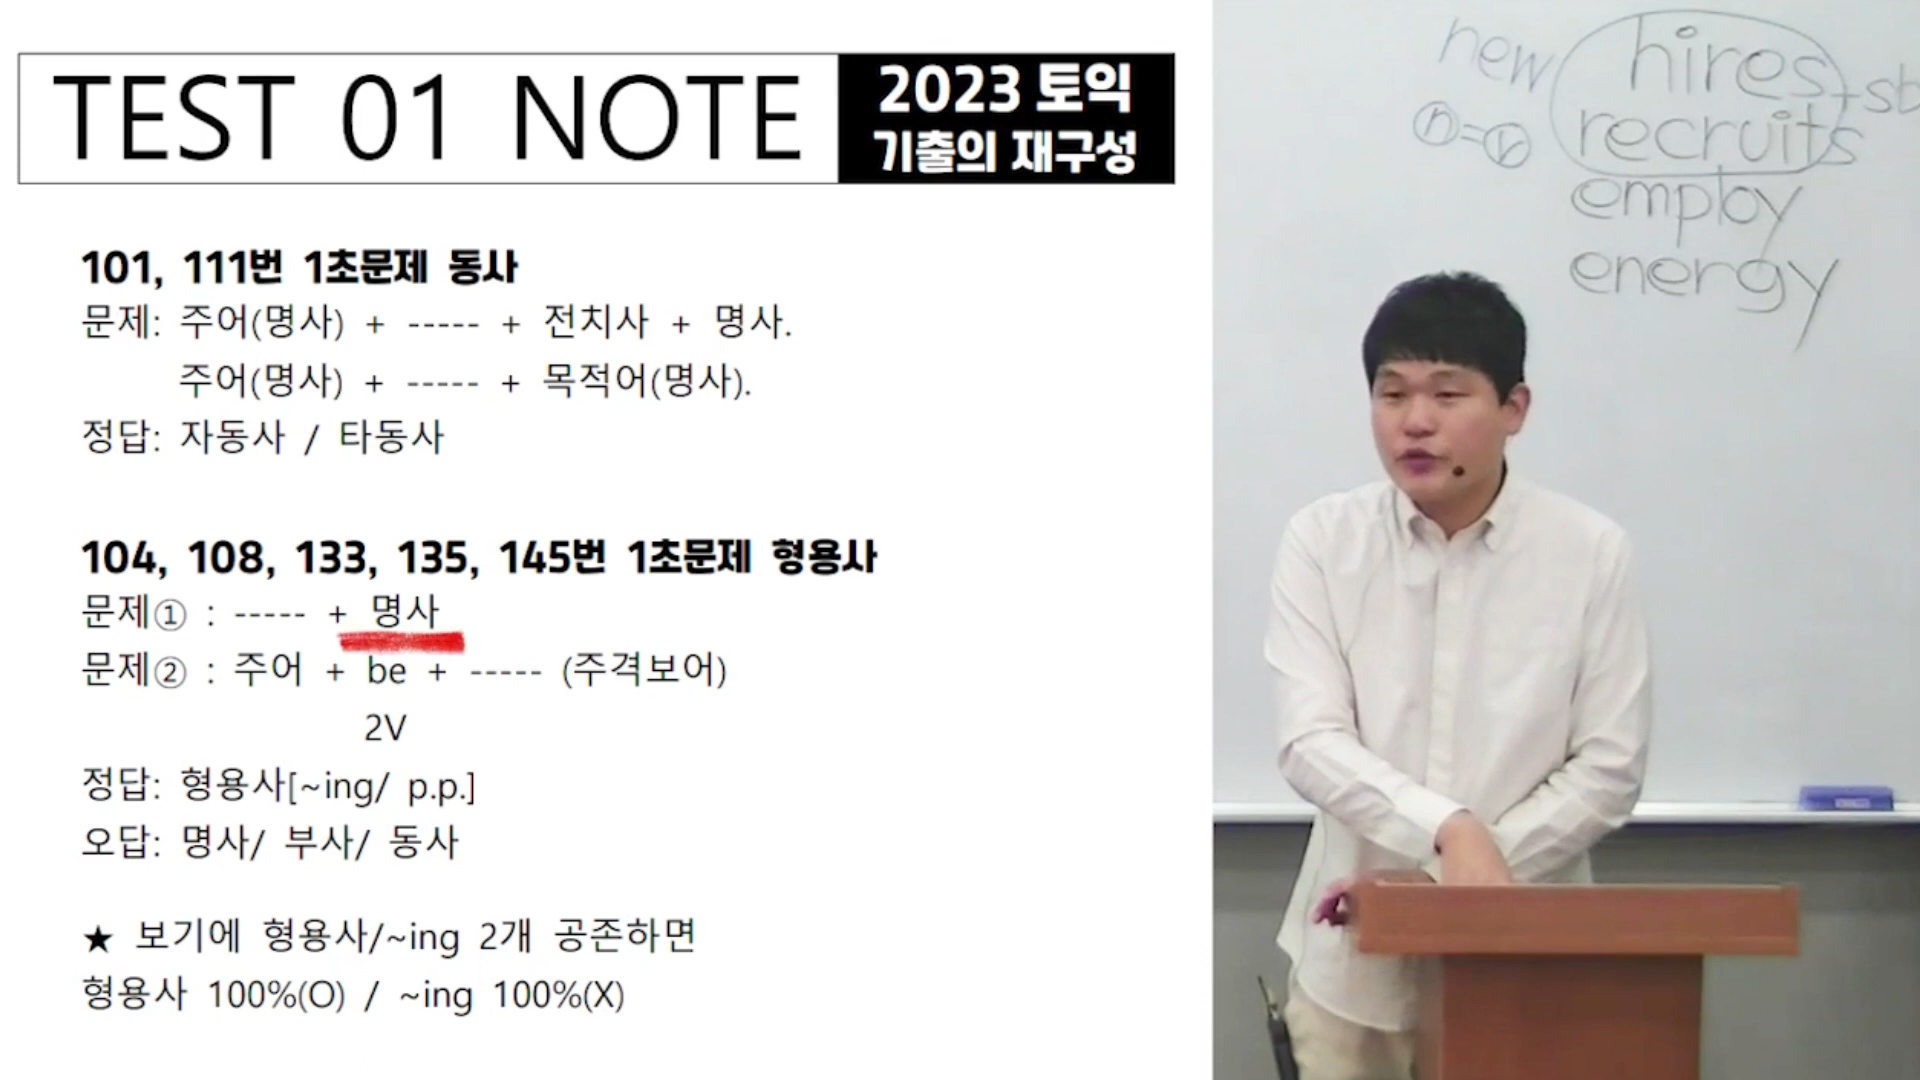 TEST 01 NOTE
2023 토익
기출의 재구성
101, 111번 1초문제 동사
문제: 주어(명사) + ----- + 전치사 + 명사.
주어(명사) + ----- + 목적어(명사).
정답: 자동사 / 타동사
104, 108, 133, 135, 145번 1초문제 형용사
문제① : ----- + 명사
문제② : 주어 + be + ----- (주격보어)
2V
정답: 형용사[~ing/ p.p.]
오답: 명사/ 부사/ 동사
★ 보기에 형용사/~ing 2개 공존하면
형용사 100%(O) / ~ing 100%(X)
new hires +sb
ⓝ=ⓥ recruits
employ
energy